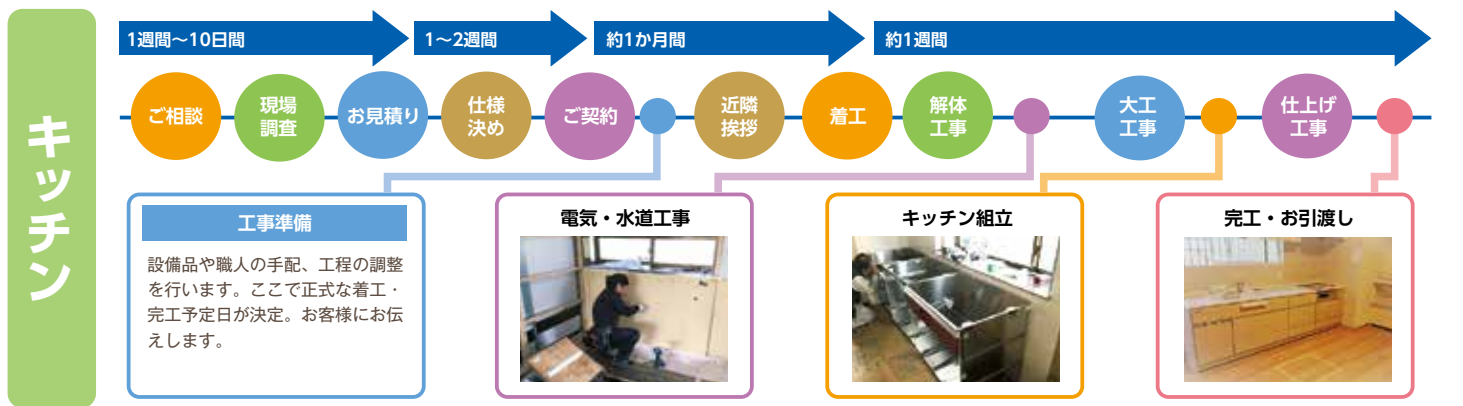 キッチン
1週間～10日間
1～2週間
約1か月間
約1週間
ご相談
現場
調査
お見積り
仕様
決め
ご契約
近隣
挨拶
着工
解体
工事
大工
工事
仕上げ
工事
工事準備
設備品や職人の手配、工程の調整
を行います。ここで正式な着工・
完工予定日が決定。お客様にお伝
えします。
電気・水道工事
キッチン組立
完工・お引渡し